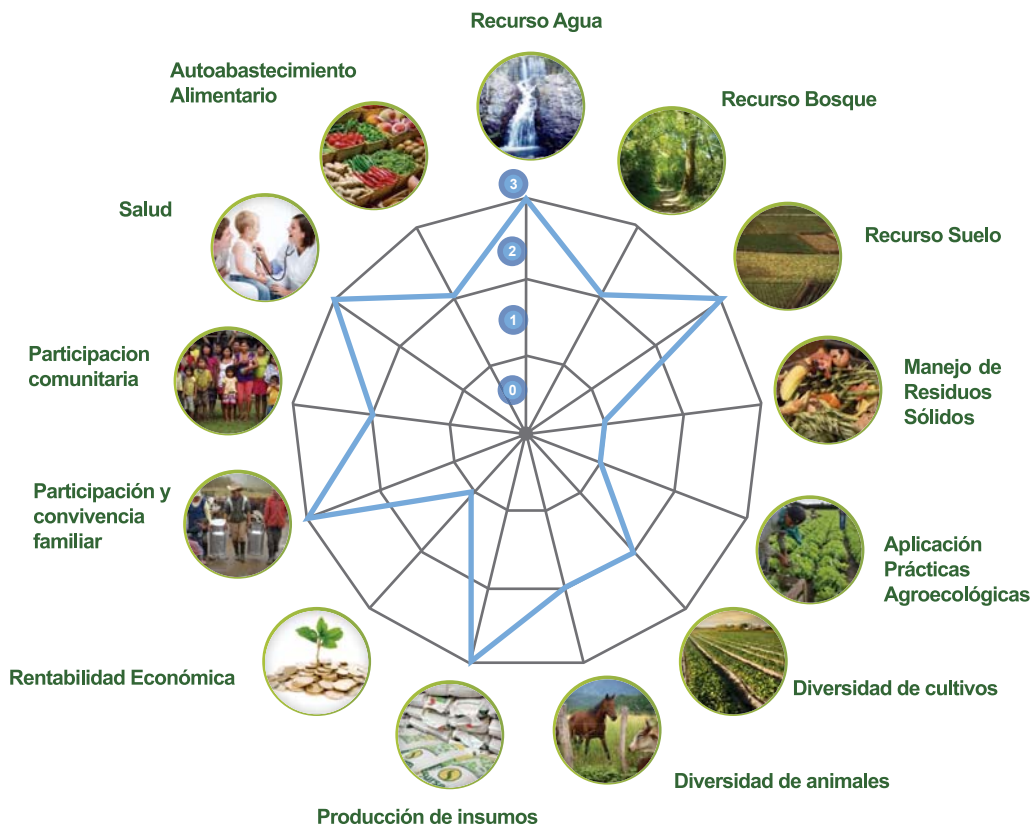 Recurso Agua
Autoabastecimiento
Alimentario
Recurso Bosque
Salud
Recurso Suelo
3
2
1
0
Participacion
comunitaria
Manejo de
Residuos
Sólidos
Participación y
convivencia
familiar
Aplicación
Prácticas
Agroecológicas
Rentabilidad Económica
Diversidad de cultivos
Diversidad de animales
Producción de insumos